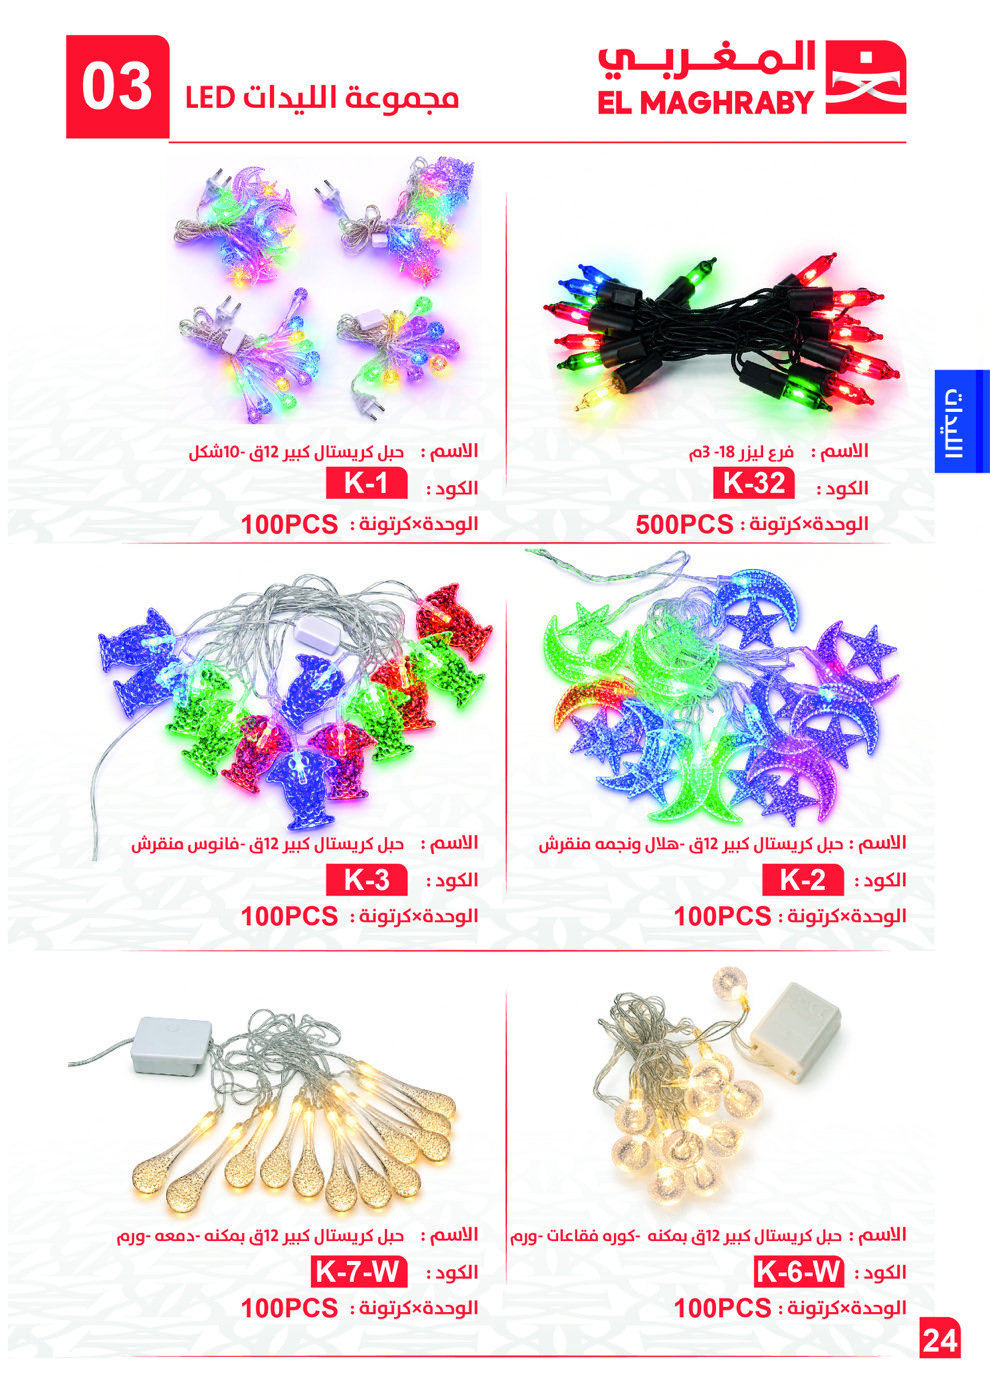 03
مجموعة الليدات LED
المـغـربـي
EL MAGHRABY
الاسم : فرع ليزر 18- 3م
الكود : K-32
الوحدة×كرتونة : 500PCS
الاسم : حبل كريستال كبير 12ق -10شكل
الكود : K-1
الوحدة×كرتونة : 100PCS
الاسم : حبل كريستال كبير 12ق -هلال ونجمه منقرش
الكود : K-2
الوحدة×كرتونة : 100PCS
الاسم : حبل كريستال كبير 12ق -فانوس منقرش
الكود : K-3
الوحدة×كرتونة : 100PCS
الاسم : حبل كريستال كبير 12ق بمكنه -كوره فقاعات -ورم
الكود : K-6-W
الوحدة×كرتونة : 100PCS
الاسم : حبل كريستال كبير 12ق بمكنه -دمعه -ورم
الكود : K-7-W
الوحدة×كرتونة : 100PCS
24